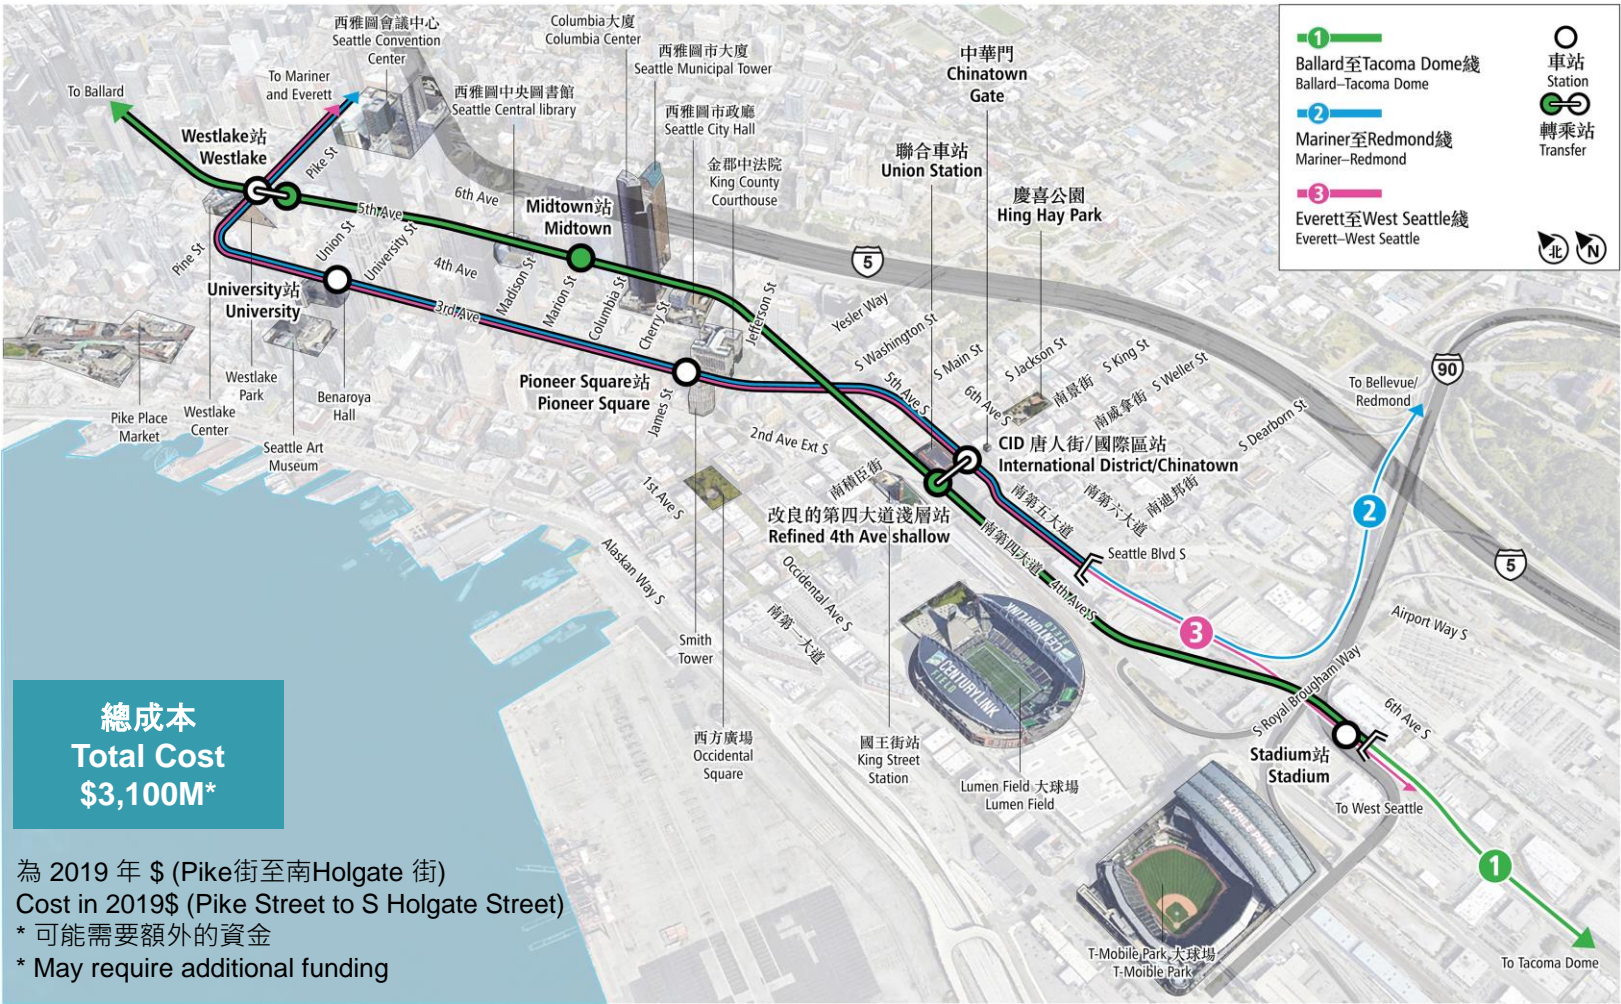 西雅圖會議中心
Seattle Convention
Center
Columbia大廈
Columbia Center
西雅圖市大廈
Seattle Municipal Tower
中華門
Chinatown
Gate
To Ballard
To Mariner
and Everett
西雅圖中央圖書館
Seattle Central library
西雅圖市政廳
Seattle City Hall
金郡中法院
King County
Courthouse
聯合車站
Union Station
慶喜公園
Hing Hay Park
1
Ballard至Tacoma Dome綫
Ballard–Tacoma Dome
2
Mariner至Redmond綫
Mariner–Redmond
3
Everett至West Seattle綫
Everett–West Seattle
車站
Station
轉乘站
Transfer
北
N
Westlake站
Westlake
Pike St
5th Ave
6th Ave
Midtown站
Midtown
5
Pine St
Union St
University St
4th Ave
Madison St
Marion St
Columbia St
Cherry St
Jefferson St
Yesler Way
S Washington St
S Main St
S Jackson St
S King St
S Weller St
University站
University
3rd Ave
Pioneer Square站
Pioneer Square
James St
5th Ave S
6th Ave S
南景街
南威拿街
S Dearborn St
To Bellevue/
Redmond
90
Pike Place
Market
Westlake
Center
Westlake
Park
Seattle Art
Museum
Benaroya
Hall
2nd Ave Ext S
1st Ave S
南積臣街
CID 唐人街/國際區站
International District/Chinatown
南第五大道
南第六大道
南迪邦街
2
改良的第四大道淺層站
Refined 4th Ave shallow
南第四大道
4th Ave S
Seattle Blvd S
5
Alaskan Way S
Occidental Ave S
南第一大道
Smith
Tower
CENTURYLINK
FIELD
CENTURYLINK
FIELD
3
Airport Way S
S Royal Brougham Way
6th Ave S
西方廣場
Occidental
Square
國王街站
King Street
Station
Lumen Field 大球場
Lumen Field
Stadium站
Stadium
To West Seattle
T-MOBILE PARK
1
T-Mobile Park 大球場
T-Moible Park
To Tacoma Dome
總成本
Total Cost
$3,100M*
為 2019 年 $ (Pike街至南Holgate 街)
Cost in 2019$ (Pike Street to S Holgate Street)
* 可能需要額外的資金
* May require additional funding